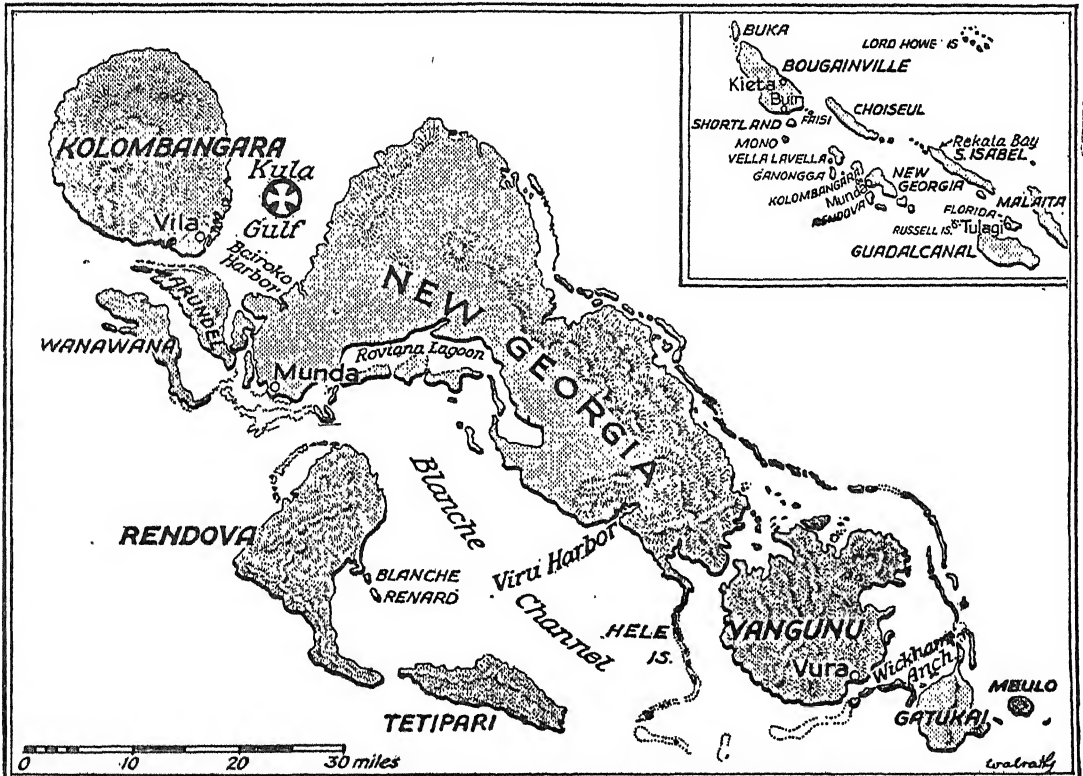 BUKA
LORD HOWE IS
BOUGAINVILLE
Kieta
Buin
CHOISEUL
SHORTLAND
FAISI
MONO
Rekala Bay
S. ISABEL
VELLA LAVELLA
GANONGGA
NEW
GEORGIA
KOLOMBANGARA
Munda
RENDOVA
MALAITA
FLORIDA
RUSSELL IS.
Tulagi
GUADALCANAL
KOLOMBANGARA
Kula
Gulf
Vila
Bairoko
Harbor
ARUNDEL
WANAWANA
NEW GEORGIA
Roviana Lagoon
Munda
RENDOVA
Blanche
Channel
Viru Harbor
BLANCHE
RENARD
HELE
IS.
VANGUNU
Vura
Wickham
Anch.
MBULO
GATUKAI
TETIPARI
0 10 20 30 miles
walrath